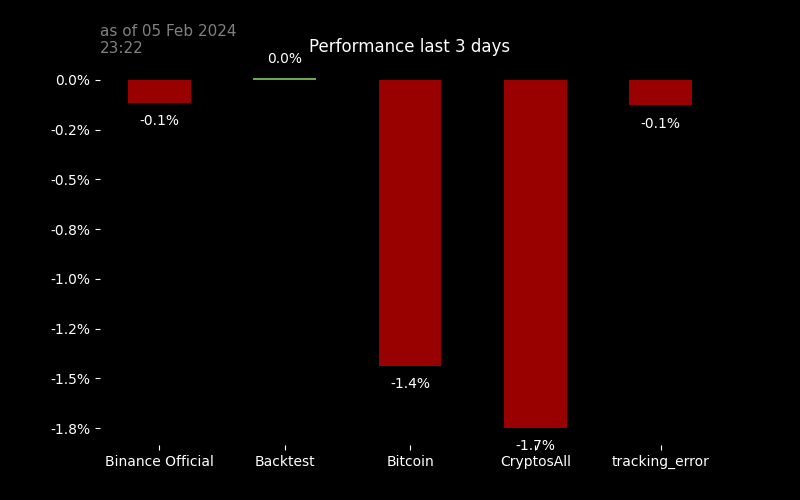 as of 05 Feb 2024
23:22
Performance last 3 days
0.0%
0.0%
-0.2%
-0.5%
-0.8%
-1.0%
-1.2%
-1.5%
-1.8%
-0.1%
-0.1%
-1.4%
-1.7%
Binance Official
Backtest
Bitcoin
CryptosAll
tracking_error